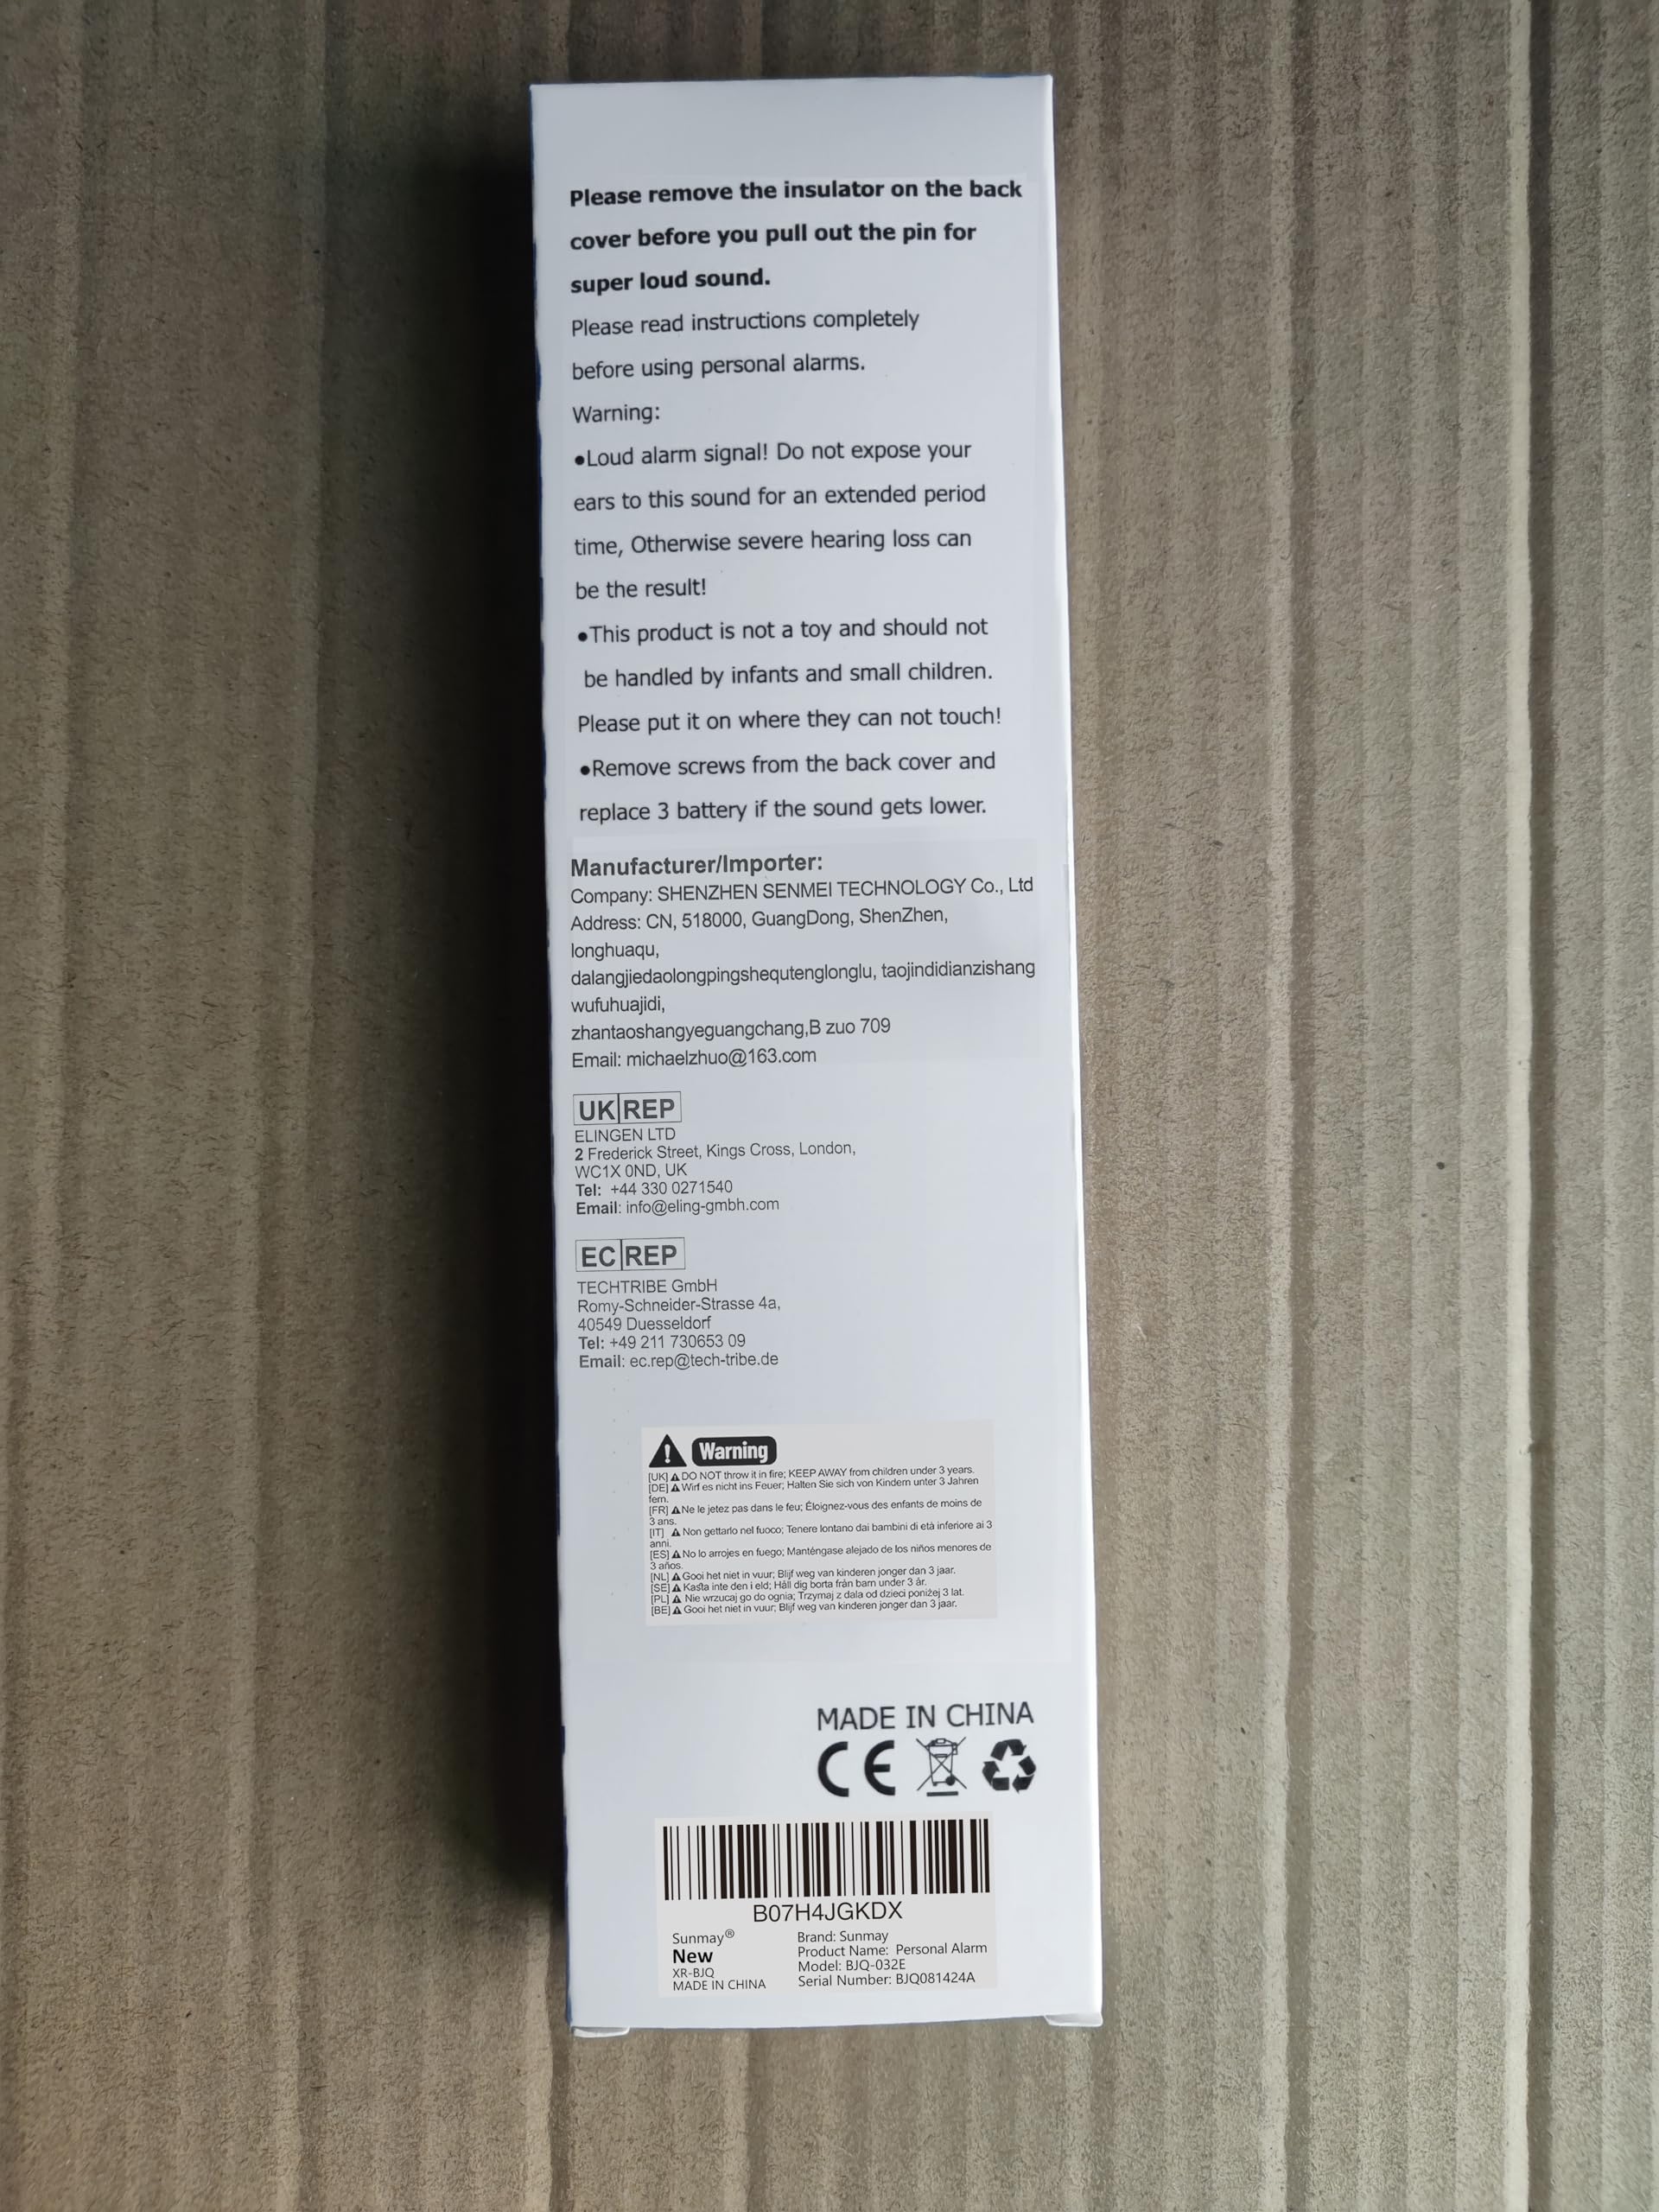 Please remove the insulator on the back
cover before you pull out the pin for
super loud sound.
Please read instructions completely
before using personal alarms.
Warning:
●Loud alarm signal! Do not expose your
ears to this sound for an extended period
time, Otherwise severe hearing loss can
be the result!
●This product is not a toy and should not
be handled by infants and small children.
Please put it on where they can not touch!
●Remove screws from the back cover and
replace 3 battery if the sound gets lower.
Manufacturer/Importer:
Company: SHENZHEN SENMEI TECHNOLOGY Co., Ltd
Address: CN, 518000, GuangDong, ShenZhen,
longhuaqu,
dalangjiedaolongpingshequtenglonglu, taojindidianzishang
wufuhuajidi,
zhantaoshangyeguangchang,B zuo 709
Email: michaelzhuo@163.com
UK REP
ELINGEN LTD
2 Frederick Street, Kings Cross, London,
WC1X 0ND, UK
Tel: +44 330 0271540
Email: info@eling-gmbh.com
EC REP
TECHTRIBE GmbH
Romy-Schneider-Strasse 4a,
40549 Duesseldorf
Tel: +49 211 730653 09
Email: ec.rep@tech-tribe.de
Warning
[UK] ⚠ DO NOT throw it in fire; KEEP AWAY from children under 3 years.
[DE] ⚠ Wirf es nicht ins Feuer; Halten Sie sich von Kindern unter 3 Jahren
fern.
[FR] ⚠ Ne le jetez pas dans le feu; Éloignez-vous des enfants de moins de
3 ans.
[IT] ⚠ Non gettarlo nel fuoco; Tenere lontano dai bambini di età inferiore ai 3
anni.
[ES] ⚠ No lo arrojes en fuego; Manténgase alejado de los niños menores de
3 años.
[NL] ⚠ Gooi het niet in vuur; Blijf weg van kinderen jonger dan 3 jaar.
[SE] ⚠ Kasta inte den i eld; Håll dig borta från barn under 3 år.
[PL] ⚠ Nie wrzucaj go do ognia; Trzymaj z dala od dzieci poniżej 3 lat.
[BE] ⚠ Gooi het niet in vuur; Blijf weg van kinderen jonger dan 3 jaar.
MADE IN CHINA
CE
B07H4JGKDX
Sunmay®
New
XR-BJQ
MADE IN CHINA
Brand: Sunmay
Product Name: Personal Alarm
Model: BJQ-032E
Serial Number: BJQ081424A